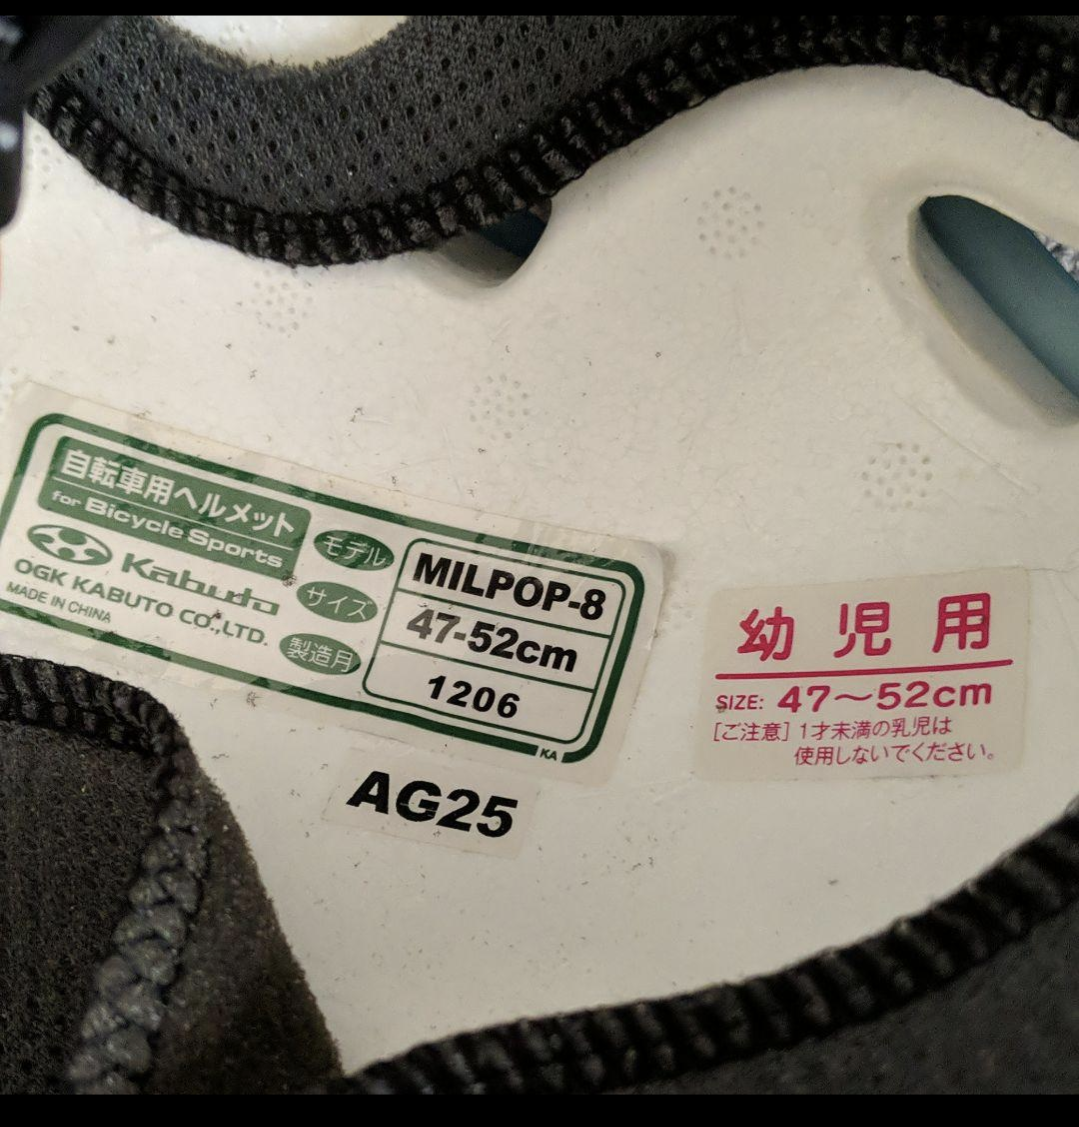 自転車用ヘルメット
for Bicycle Sports
Kabuto
OGK KABUTO CO.,LTD.
MADE IN CHINA
モデル MILPOP-8
サイズ 47-52cm
製造月 1206
KA
AG25
幼児用
SIZE: 47～52cm
[ご注意] 1才未満の乳児は
使用しないでください。